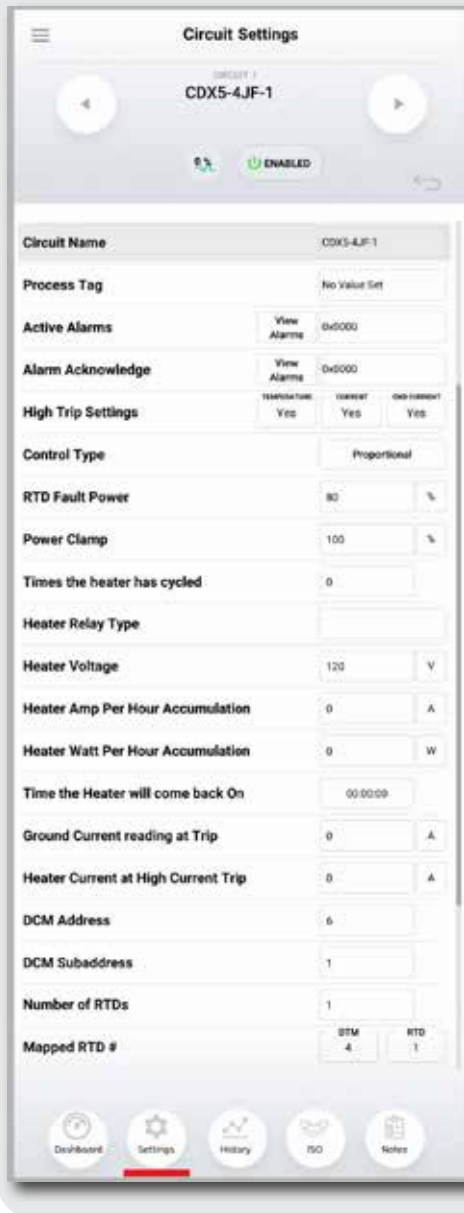 Circuit Settings
CIRCUIT 1
CDX5-4JF-1
0 %
ENABLED
Circuit Name CDX5-4JF-1
Process Tag No Value Set
Active Alarms View Alarms 0x0000
Alarm Acknowledge View Alarms 0x0000
TEMPERATURE CURRENT GND CURRENT
High Trip Settings Yes Yes Yes
Control Type Proportional
RTD Fault Power 80 %
Power Clamp 100 %
Times the heater has cycled 0
Heater Relay Type
Heater Voltage 120 V
Heater Amp Per Hour Accumulation 0 A
Heater Watt Per Hour Accumulation 0 W
Time the Heater will come back On 00:00:00
Ground Current reading at Trip 0 A
Heater Current at High Current Trip 0 A
DCM Address 6
DCM Subaddress 1
Number of RTDs 1
DTM RTD
Mapped RTD # 4 1
Dashboard Settings History ISO Notes